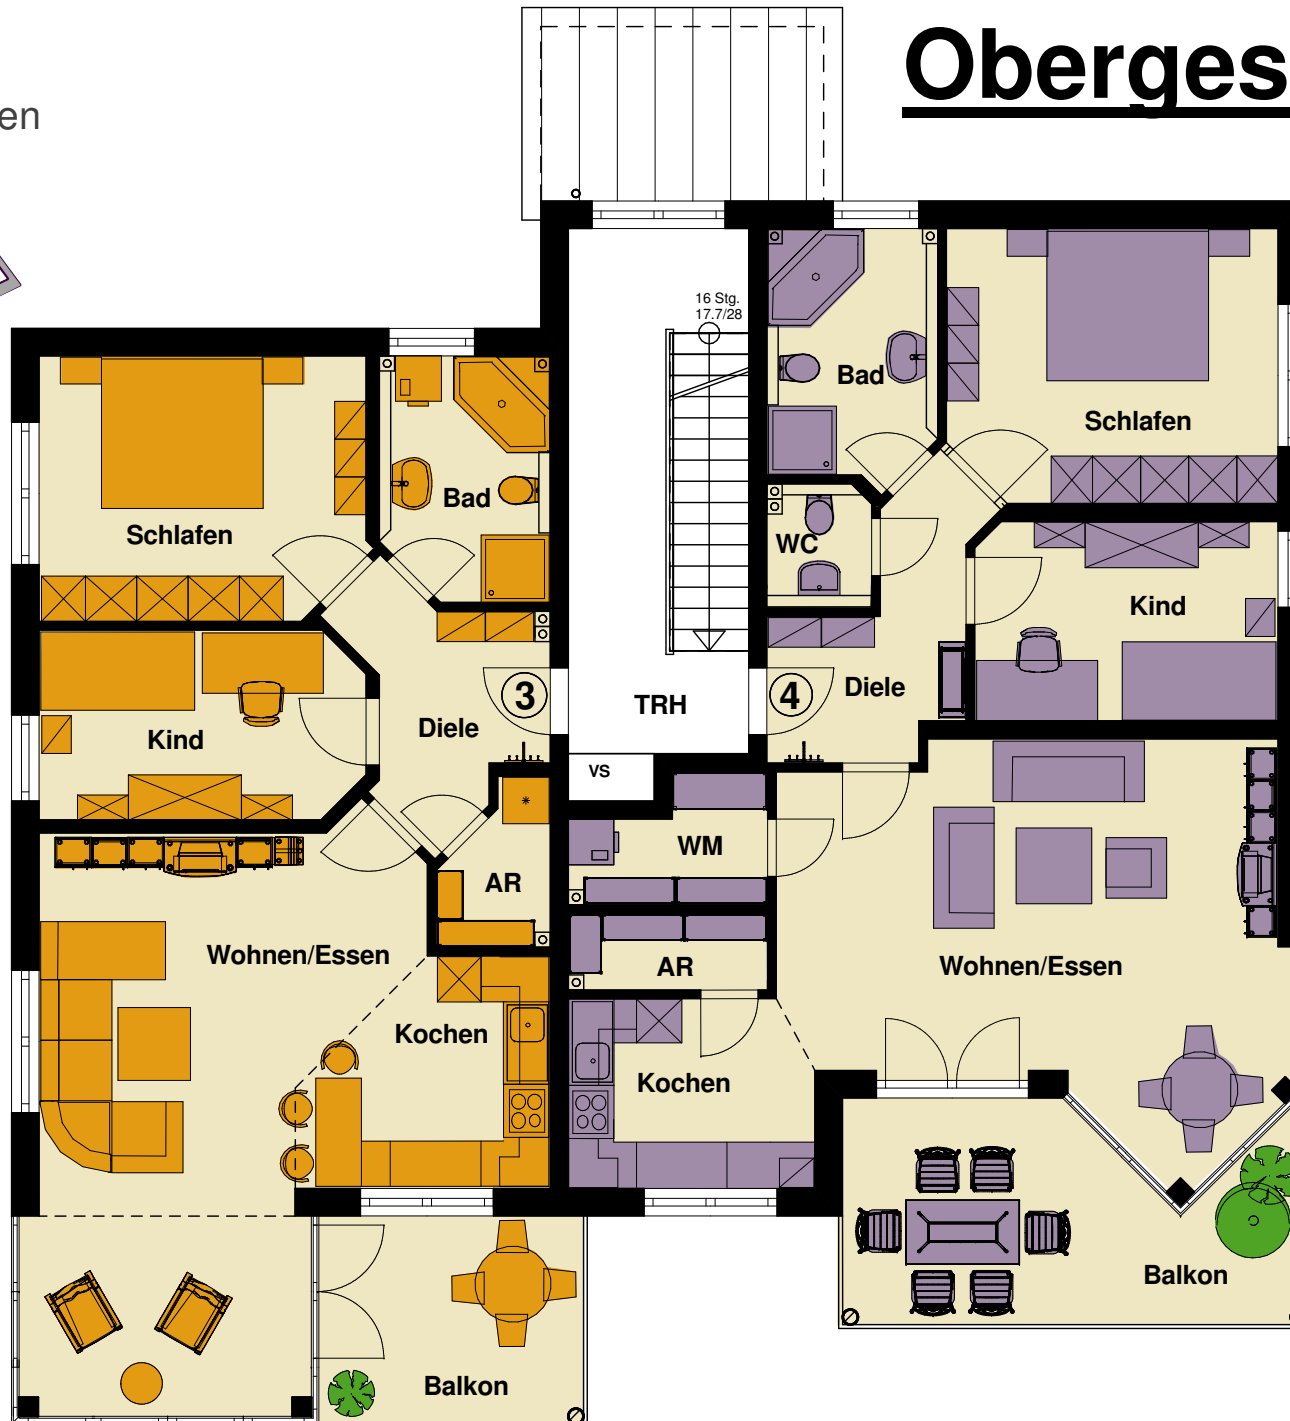 Oberges
en
16 Stg.
17.7/28
Bad
Schlafen
Bad
Schlafen
WC
Kind
3
TRH
4
Diele
Diele
Kind
VS
WM
AR
Wohnen/Essen
AR
Wohnen/Essen
Kochen
Kochen
Balkon
Balkon